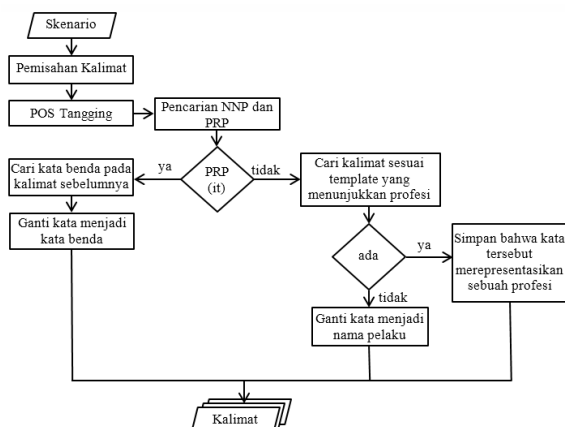 Skenario
Pemisahan Kalimat
POS Tangging
Pencarian NNP dan
PRP
PRP
(it)
ya
tidak
Cari kata benda pada
kalimat sebelumnya
Ganti kata menjadi
kata benda
Cari kalimat sesuai
template yang
menunjukkan profesi
ada
ya
tidak
Simpan bahwa kata
tersebut
merepresentasikan
sebuah profesi
Ganti kata menjadi
nama pelaku
Kalimat